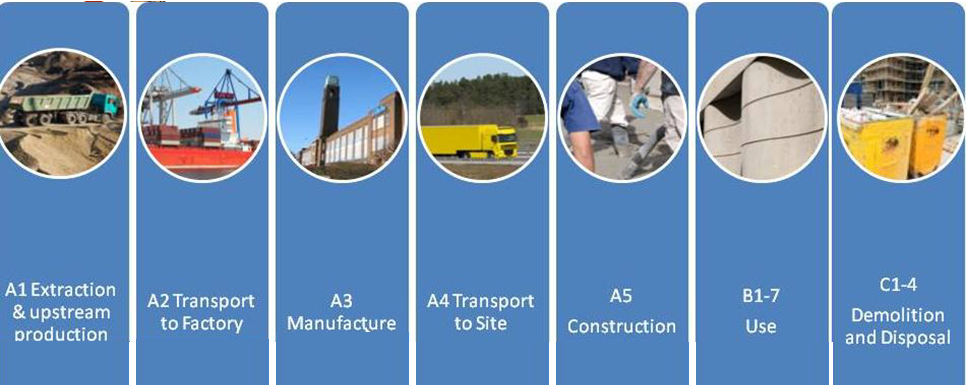 A1 Extraction
& upstream
production
A2 Transport
to Factory
A3
Manufacture
A4 Transport
to Site
A5
Construction
B1-7
Use
C1-4
Demolition
and Disposal